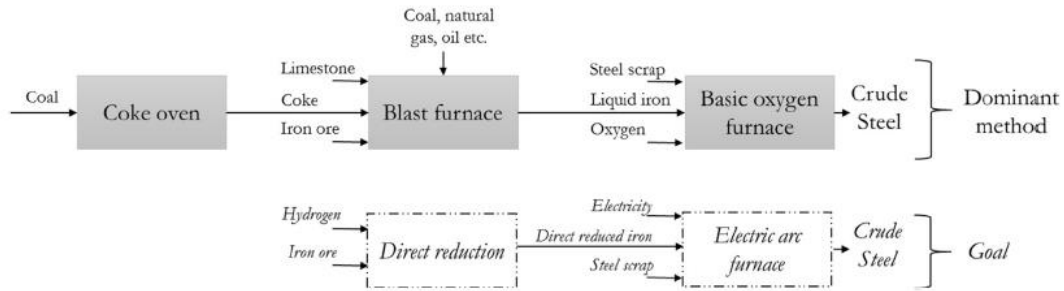 Coal, natural
gas, oil etc.
Coal
Coke oven
Limestone
Coke
Iron ore
Blast furnace
Steel scrap
Liquid iron
Oxygen
Basic oxygen
furnace
Crude
Steel
Dominant
method
Hydrogen
Iron ore
Direct reduction
Electricity
Direct reduced iron
Steel scrap
Electric arc
furnace
Crude
Steel
Goal